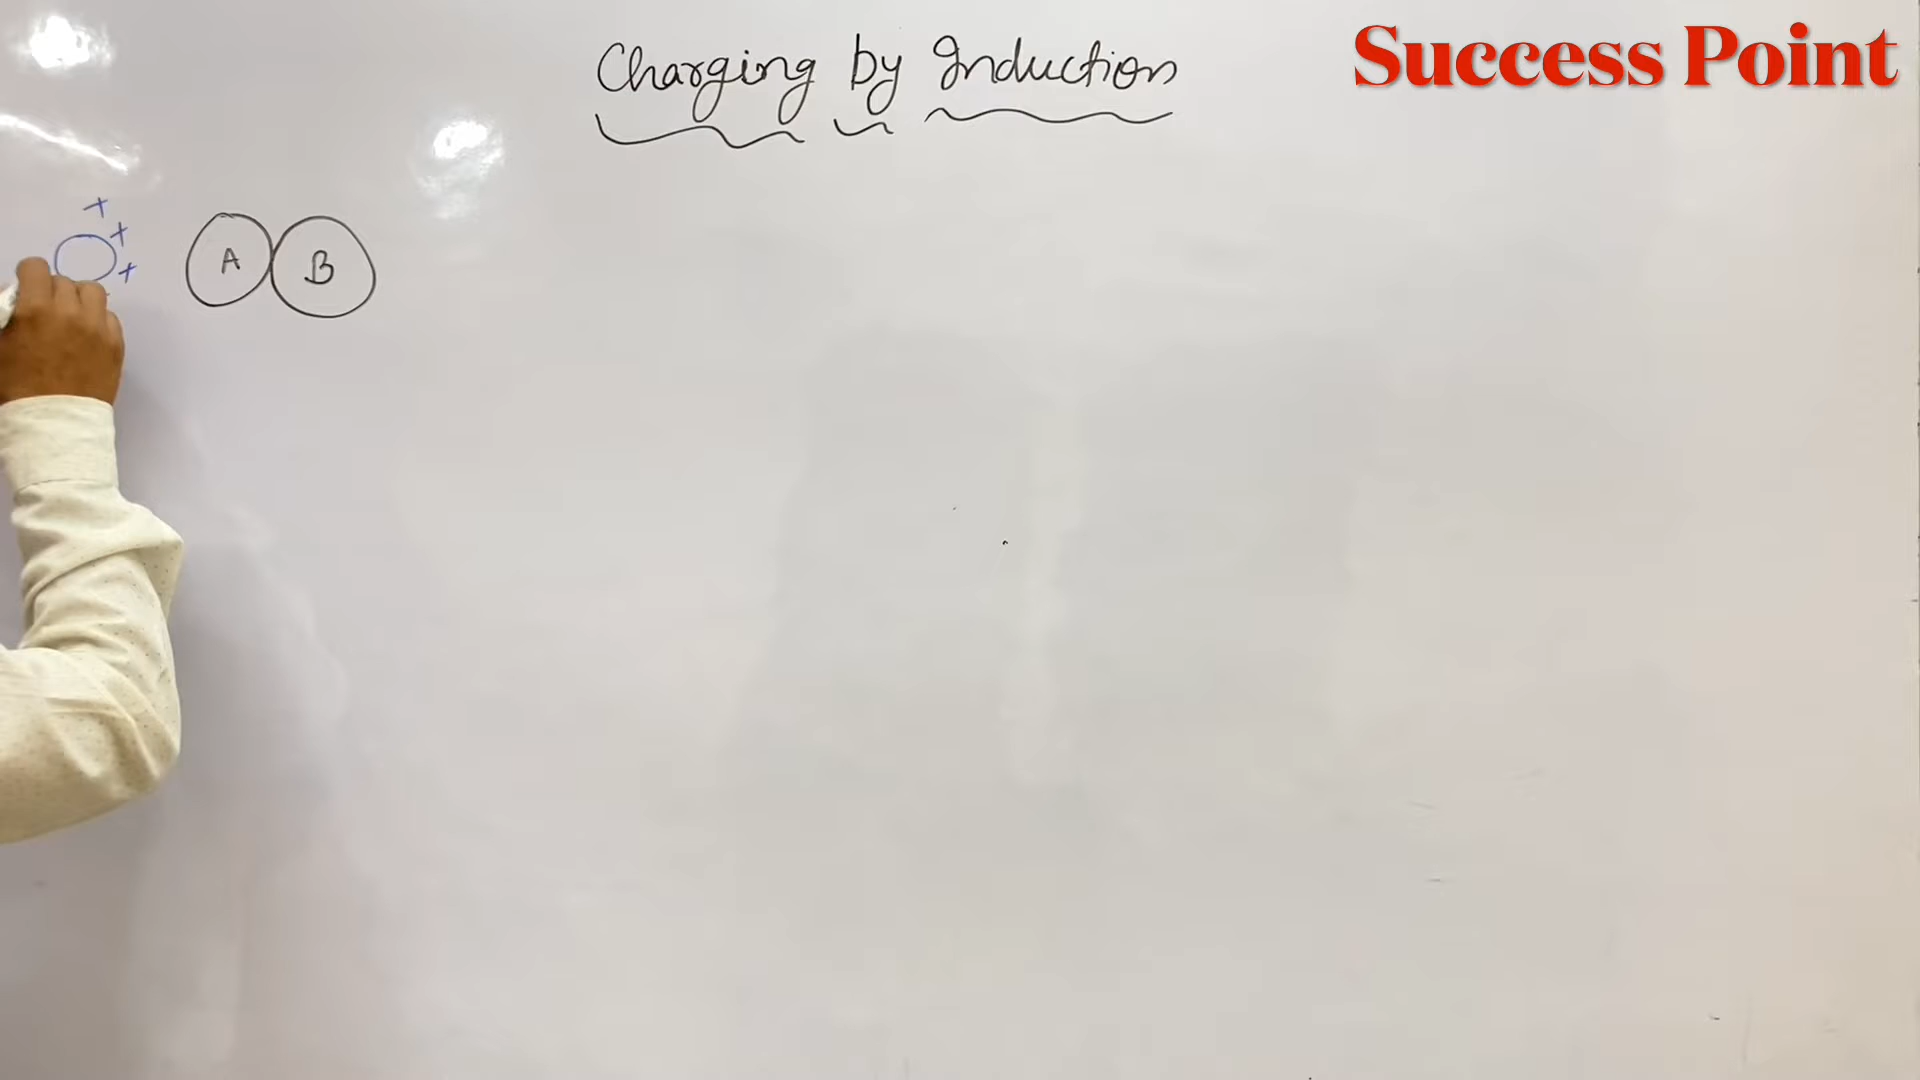 Charging by Induction
Success Point
+
+
A B
+